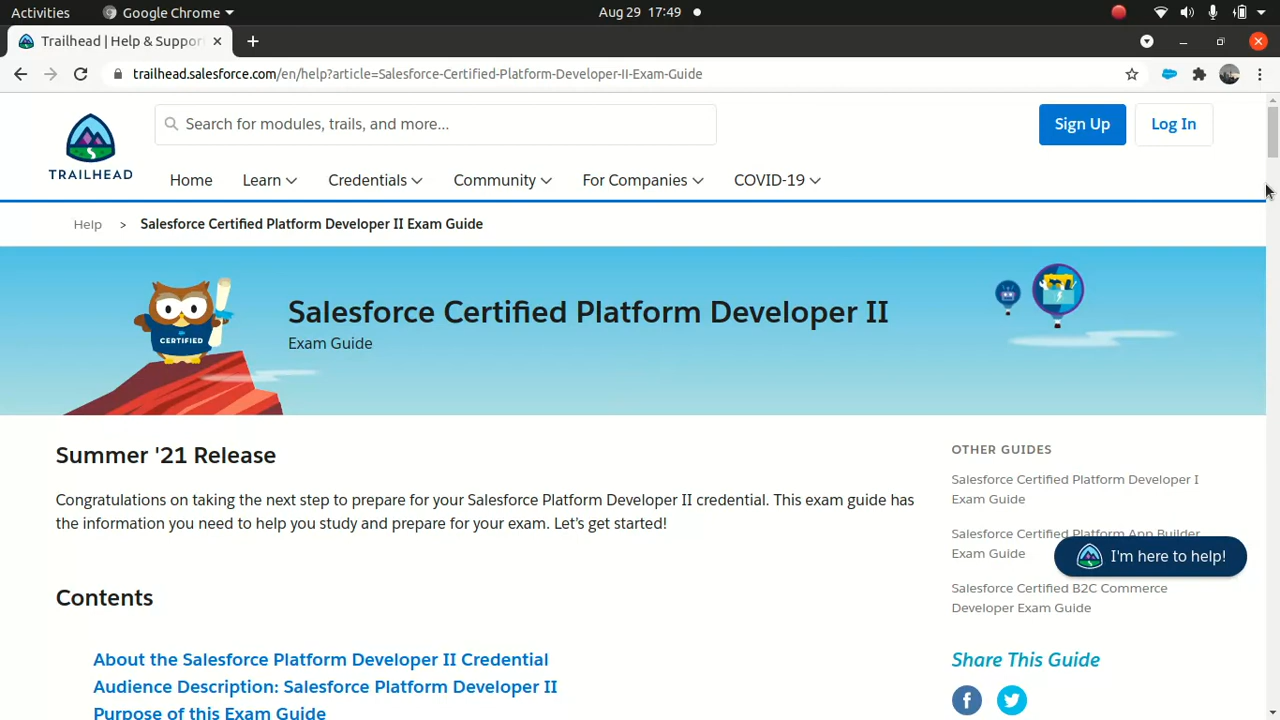 Activities
Google Chrome
Aug 29 17:49
Trailhead | Help & Suppor
trailhead.salesforce.com/en/help?article=Salesforce-Certified-Platform-Developer-II-Exam-Guide
TRAILHEAD
Search for modules, trails, and more...
Sign Up
Log In
Home
Learn
Credentials
Community
For Companies
COVID-19
Help > Salesforce Certified Platform Developer II Exam Guide
CERTIFIED
Salesforce Certified Platform Developer II
Exam Guide
Summer '21 Release
Congratulations on taking the next step to prepare for your Salesforce Platform Developer II credential. This exam guide has
the information you need to help you study and prepare for your exam. Let's get started!
Contents
About the Salesforce Platform Developer II Credential
Audience Description: Salesforce Platform Developer II
Purpose of this Exam Guide
OTHER GUIDES
Salesforce Certified Platform Developer I
Exam Guide
Salesforce Certified Platform App Builder
Exam Guide
I'm here to help!
Salesforce Certified B2C Commerce
Developer Exam Guide
Share This Guide